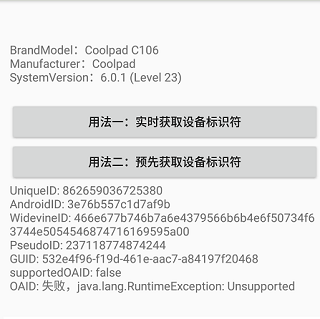 BrandModel：Coolpad C106
Manufacturer：Coolpad
SystemVersion：6.0.1 (Level 23)
用法一：实时获取设备标识符
用法二：预先获取设备标识符
UniqueID: 862659036725380
AndroidID: 3e76b557c1d7af9b
WidevineID: 466e677b746b7a6e4379566b6b4e6f50734f6
3744e5054546874716169595a00
PseudoID: 237118774874244
GUID: 532e4f96-f19d-461e-aac7-a84197f20468
supportedOAID: false
OAID: 失败，java.lang.RuntimeException: Unsupported